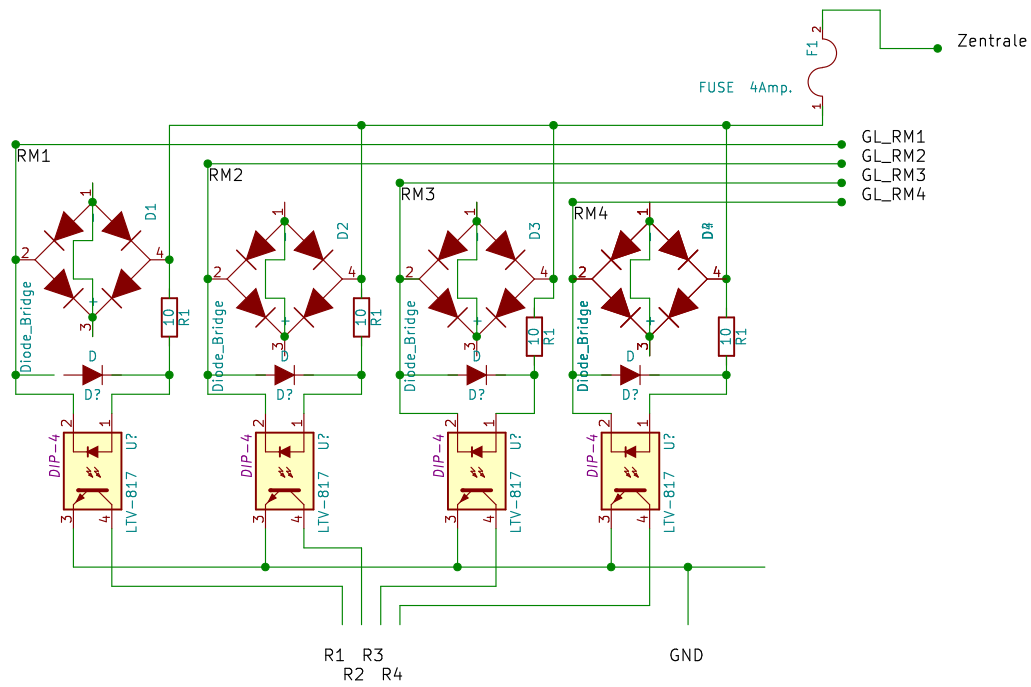 Zentrale
2
F1
FUSE 4Amp.
1
GL_RM1
GL_RM2
GL_RM3
GL_RM4
RM1
RM2
RM3
RM4
1
2
4
3
+
D1
Diode_Bridge
10
R1
D
D?
1
2
4
3
+
D2
Diode_Bridge
10
R1
D
D?
1
2
4
3
+
D3
Diode_Bridge
10
R1
D
D?
1
2
4
3
+
Diode_Bridge
10
R1
D
D?
2
1
DIP-4
U?
LTV-817
3
4
2
1
DIP-4
U?
LTV-817
3
4
2
1
DIP-4
U?
LTV-817
3
4
2
1
DIP-4
U?
LTV-817
3
4
R1 R3
R2 R4
GND